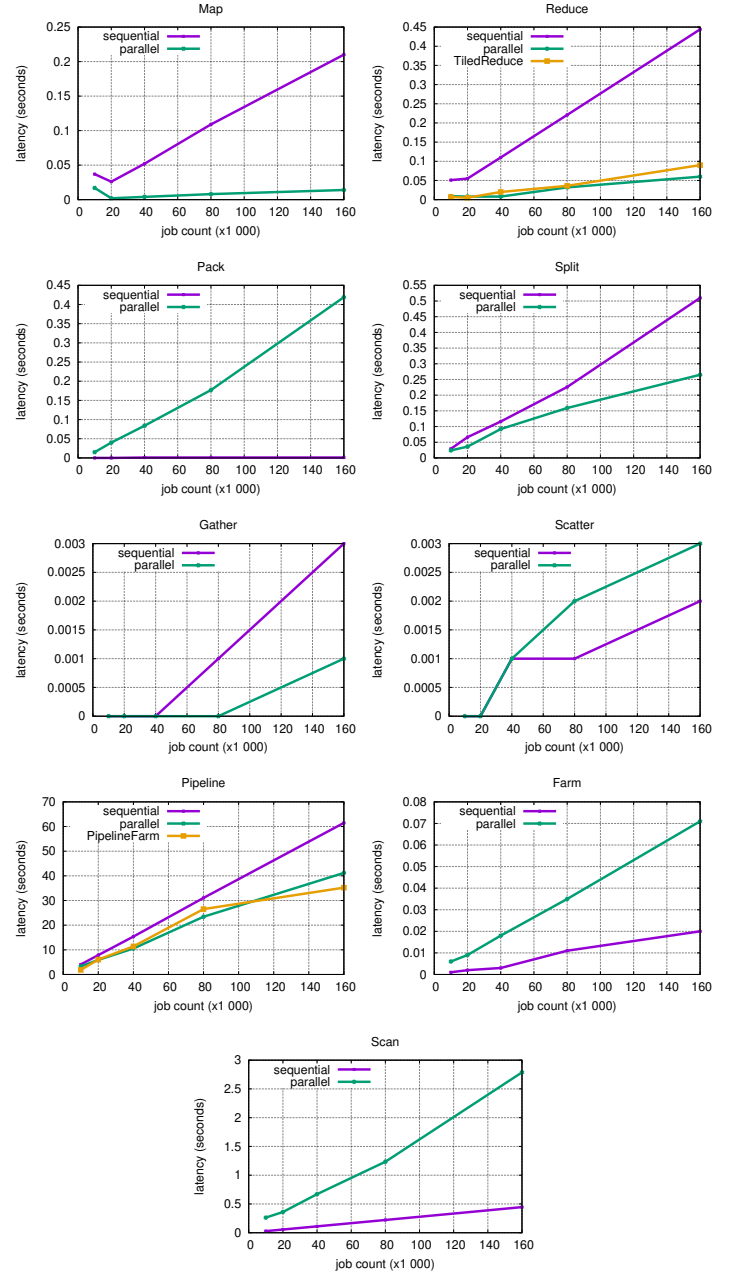 Map
sequential
parallel
0.25
0.2
0.15
0.1
0.05
0
latency (seconds)
0 20 40 60 80 100 120 140 160
job count (x1 000)
Reduce
sequential
parallel
TiledReduce
0.45
0.4
0.35
0.3
0.25
0.2
0.15
0.1
0.05
0
latency (seconds)
0 20 40 60 80 100 120 140 160
job count (x1 000)
Pack
sequential
parallel
0.45
0.4
0.35
0.3
0.25
0.2
0.15
0.1
0.05
0
latency (seconds)
0 20 40 60 80 100 120 140 160
job count (x1 000)
Split
sequential
parallel
0.55
0.5
0.45
0.4
0.35
0.3
0.25
0.2
0.15
0.1
0.05
0
latency (seconds)
0 20 40 60 80 100 120 140 160
job count (x1 000)
Gather
sequential
parallel
0.003
0.0025
0.002
0.0015
0.001
0.0005
0
latency (seconds)
0 20 40 60 80 100 120 140 160
job count (x1 000)
Scatter
sequential
parallel
0.003
0.0025
0.002
0.0015
0.001
0.0005
0
latency (seconds)
0 20 40 60 80 100 120 140 160
job count (x1 000)
Pipeline
sequential
parallel
PipelineFarm
70
60
50
40
30
20
10
0
latency (seconds)
0 20 40 60 80 100 120 140 160
job count (x1 000)
Farm
sequential
parallel
0.08
0.07
0.06
0.05
0.04
0.03
0.02
0.01
0
latency (seconds)
0 20 40 60 80 100 120 140 160
job count (x1 000)
Scan
sequential
parallel
3
2.5
2
1.5
1
0.5
0
latency (seconds)
0 20 40 60 80 100 120 140 160
job count (x1 000)